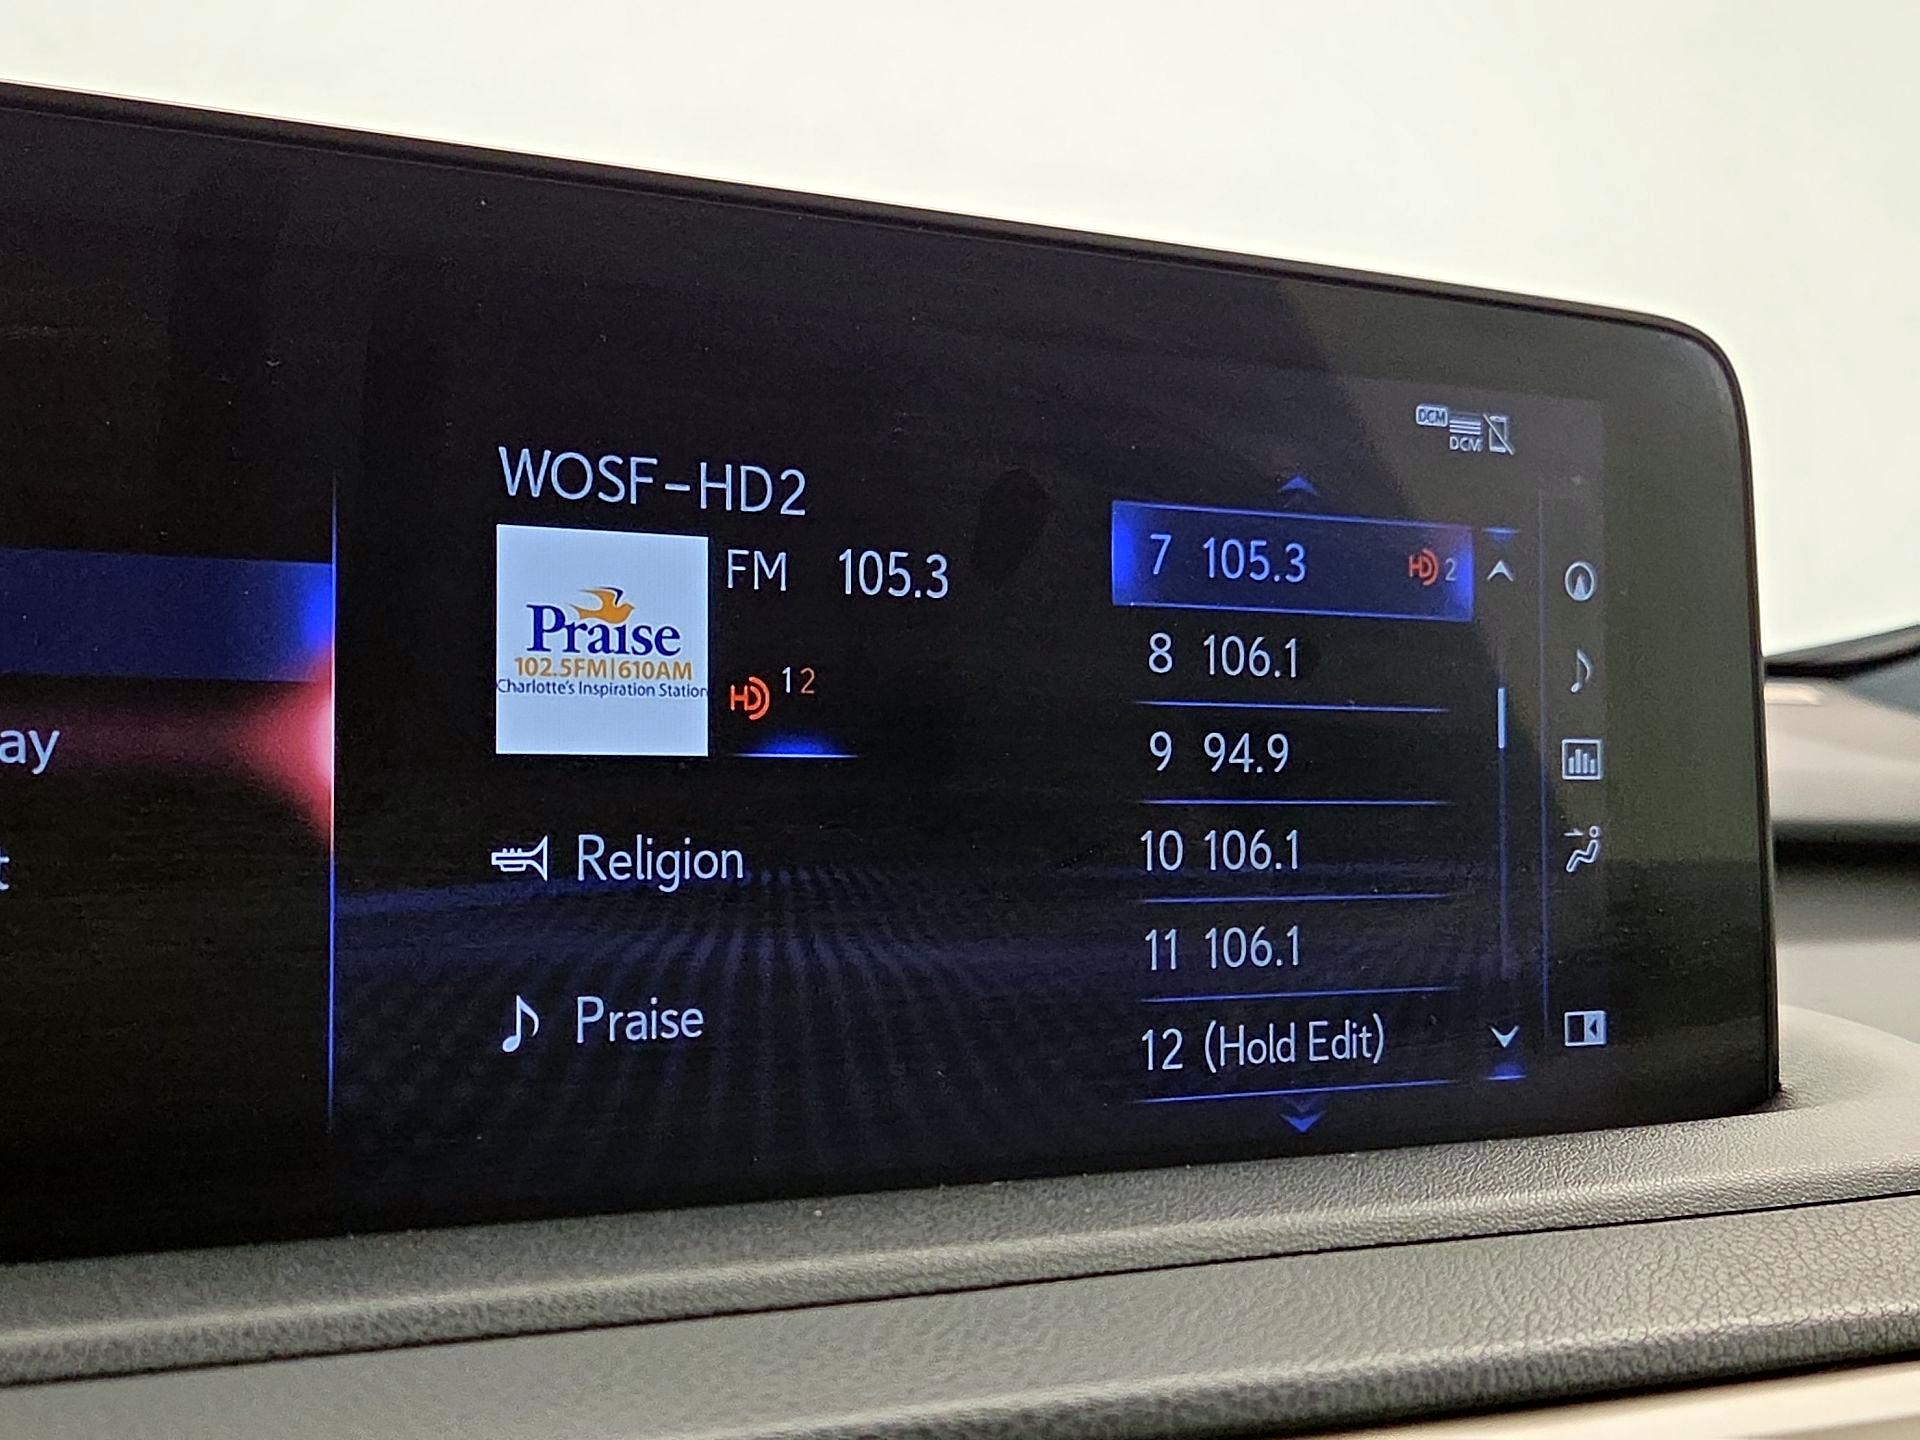 ay
t
WOSF-HD2
FM 105.3
Praise
102.5FM|610AM
Charlotte's Inspiration Station
HD 1 2
Religion
Praise
DCM
DCM
7 105.3 HD 2
8 106.1
9 94.9
10 106.1
11 106.1
12 (Hold Edit)